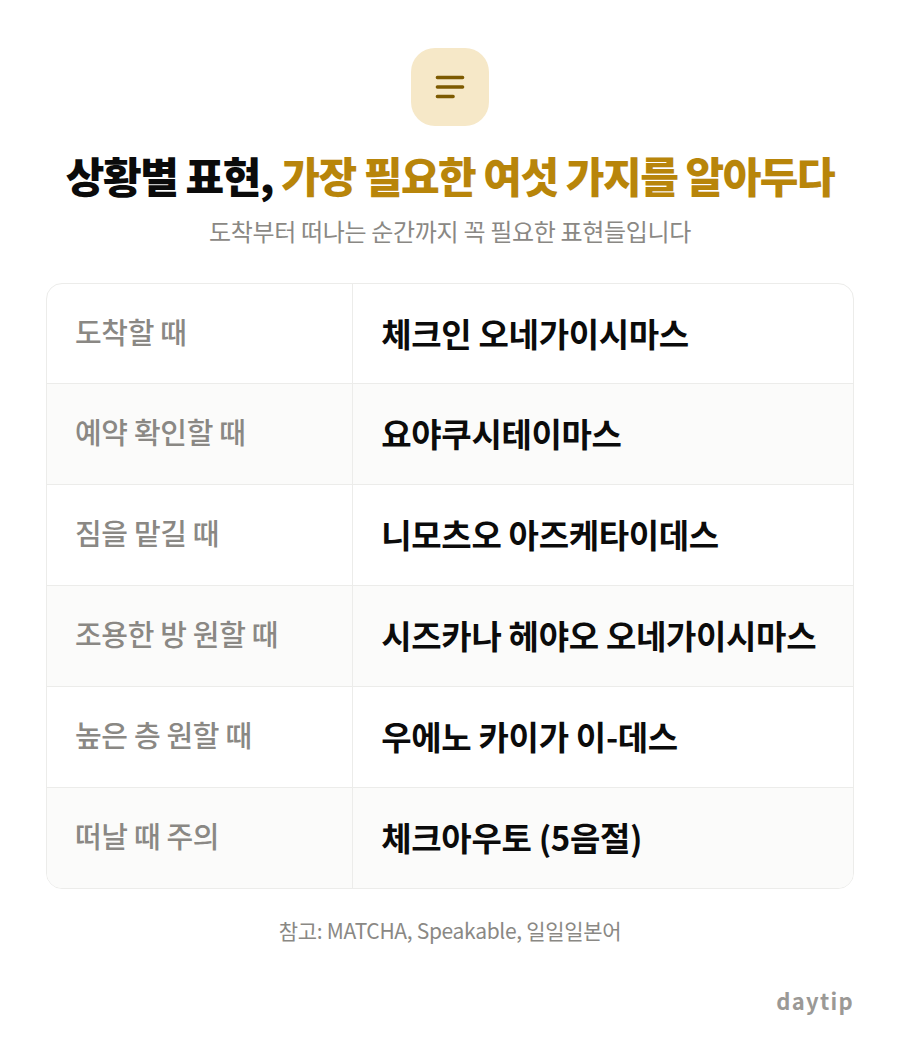 상황별 표현, 가장 필요한 여섯 가지를 알아두다
도착부터 떠나는 순간까지 꼭 필요한 표현들입니다
도착할 때
체크인 오네가이시마스
예약 확인할 때
요야쿠시테이마스
짐을 맡길 때
니모츠오 아즈케타이데스
조용한 방 원할 때
시즈카나 헤야오 오네가이시마스
높은 층 원할 때
우에노 카이가 이-데스
떠날 때 주의
체크아우토 (5음절)
참고: MATCHA, Speakable, 일일일본어
daytip